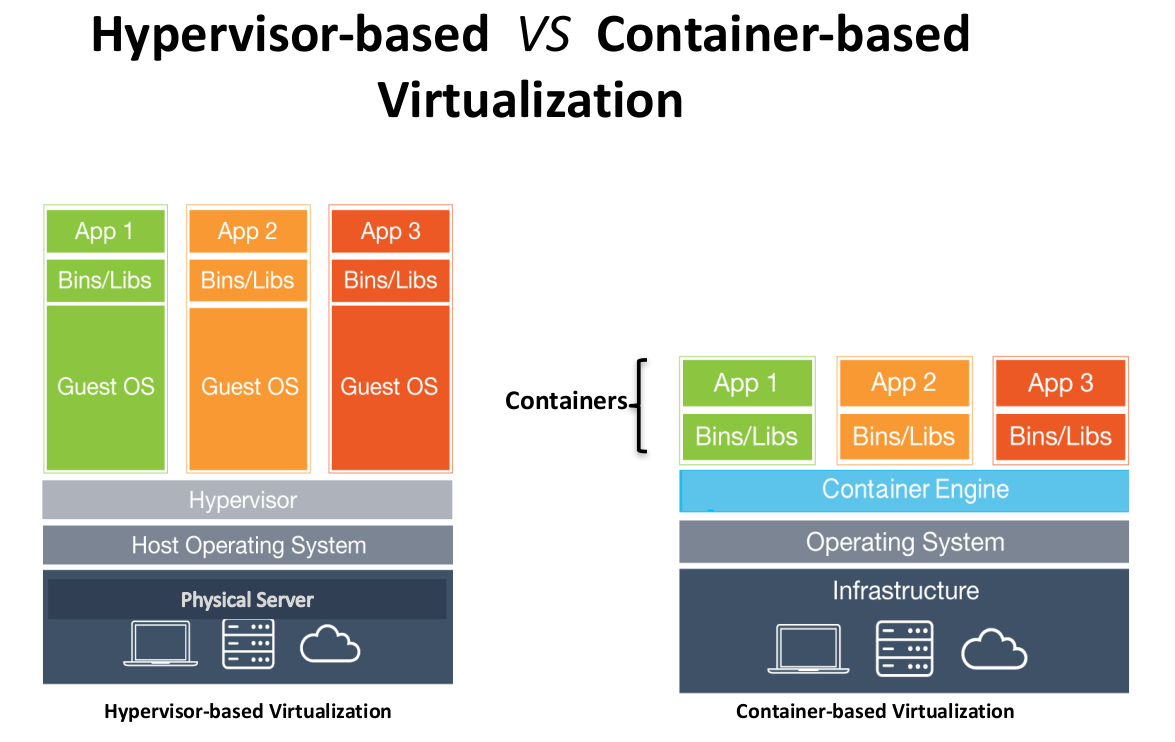 Hypervisor-based VS Container-based
Virtualization
App 1
App 2
App 3
Bins/Libs
Bins/Libs
Bins/Libs
Guest OS
Guest OS
Guest OS
Hypervisor
Host Operating System
Physical Server
Hypervisor-based Virtualization
Containers
App 1
App 2
App 3
Bins/Libs
Bins/Libs
Bins/Libs
Container Engine
Operating System
Infrastructure
Container-based Virtualization